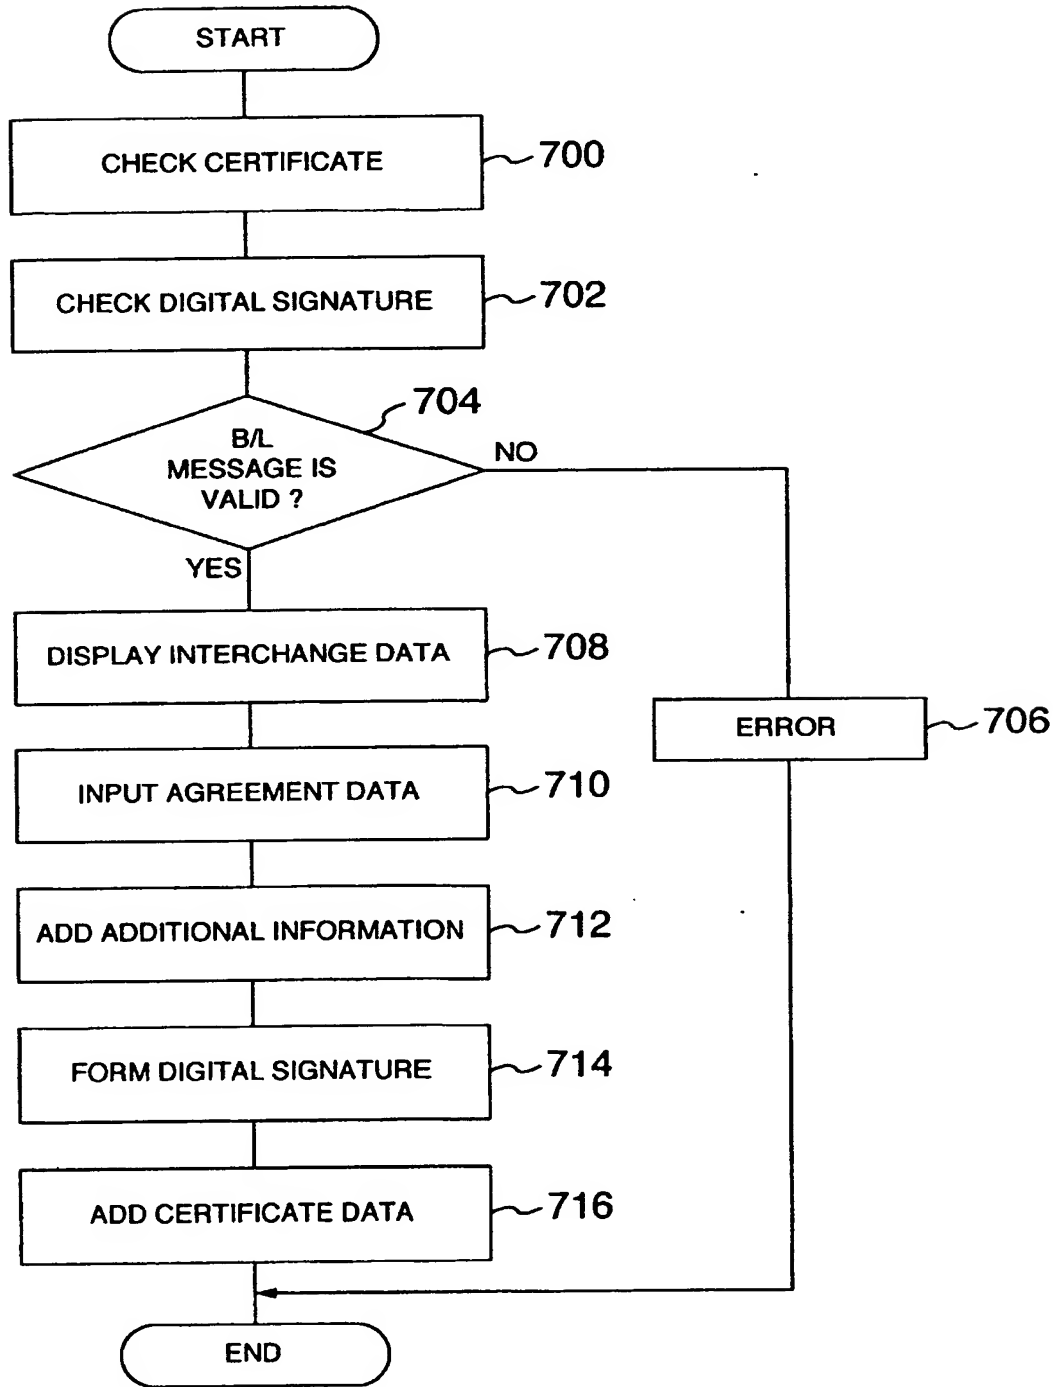 START
CHECK CERTIFICATE
700
CHECK DIGITAL SIGNATURE
702
704
B/L
MESSAGE IS
VALID ?
NO
YES
DISPLAY INTERCHANGE DATA
708
ERROR
706
INPUT AGREEMENT DATA
710
ADD ADDITIONAL INFORMATION
712
FORM DIGITAL SIGNATURE
714
ADD CERTIFICATE DATA
716
END